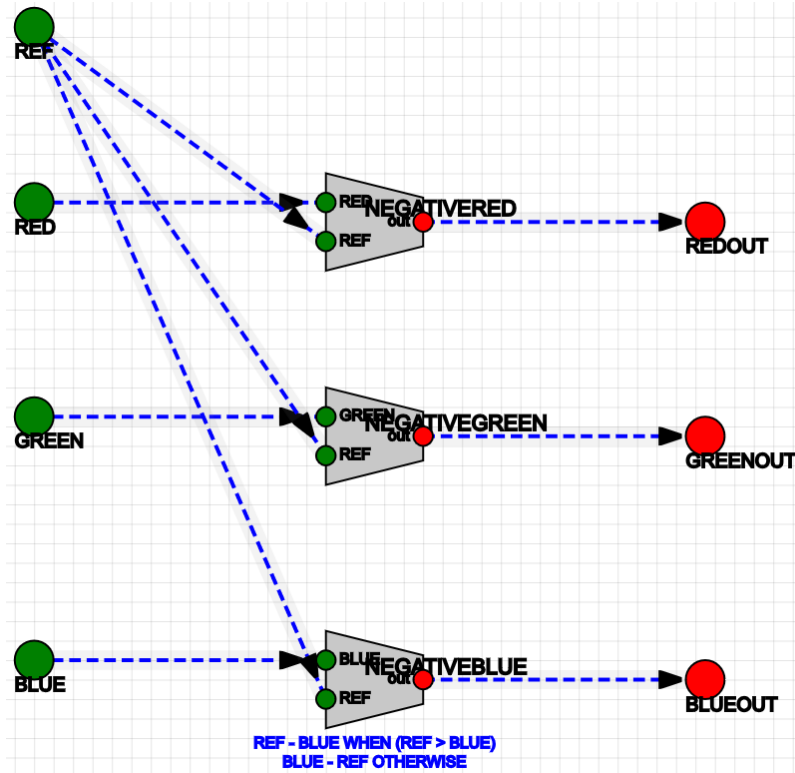 REF
RED
RED
NEGATIVERED
out
REF
REDOUT
GREEN
GREEN
NEGATIVEGREEN
out
REF
GREENOUT
BLUE
BLUE
NEGATIVEBLUE
out
REF
BLUEOUT
REF - BLUE WHEN (REF > BLUE)
BLUE - REF OTHERWISE